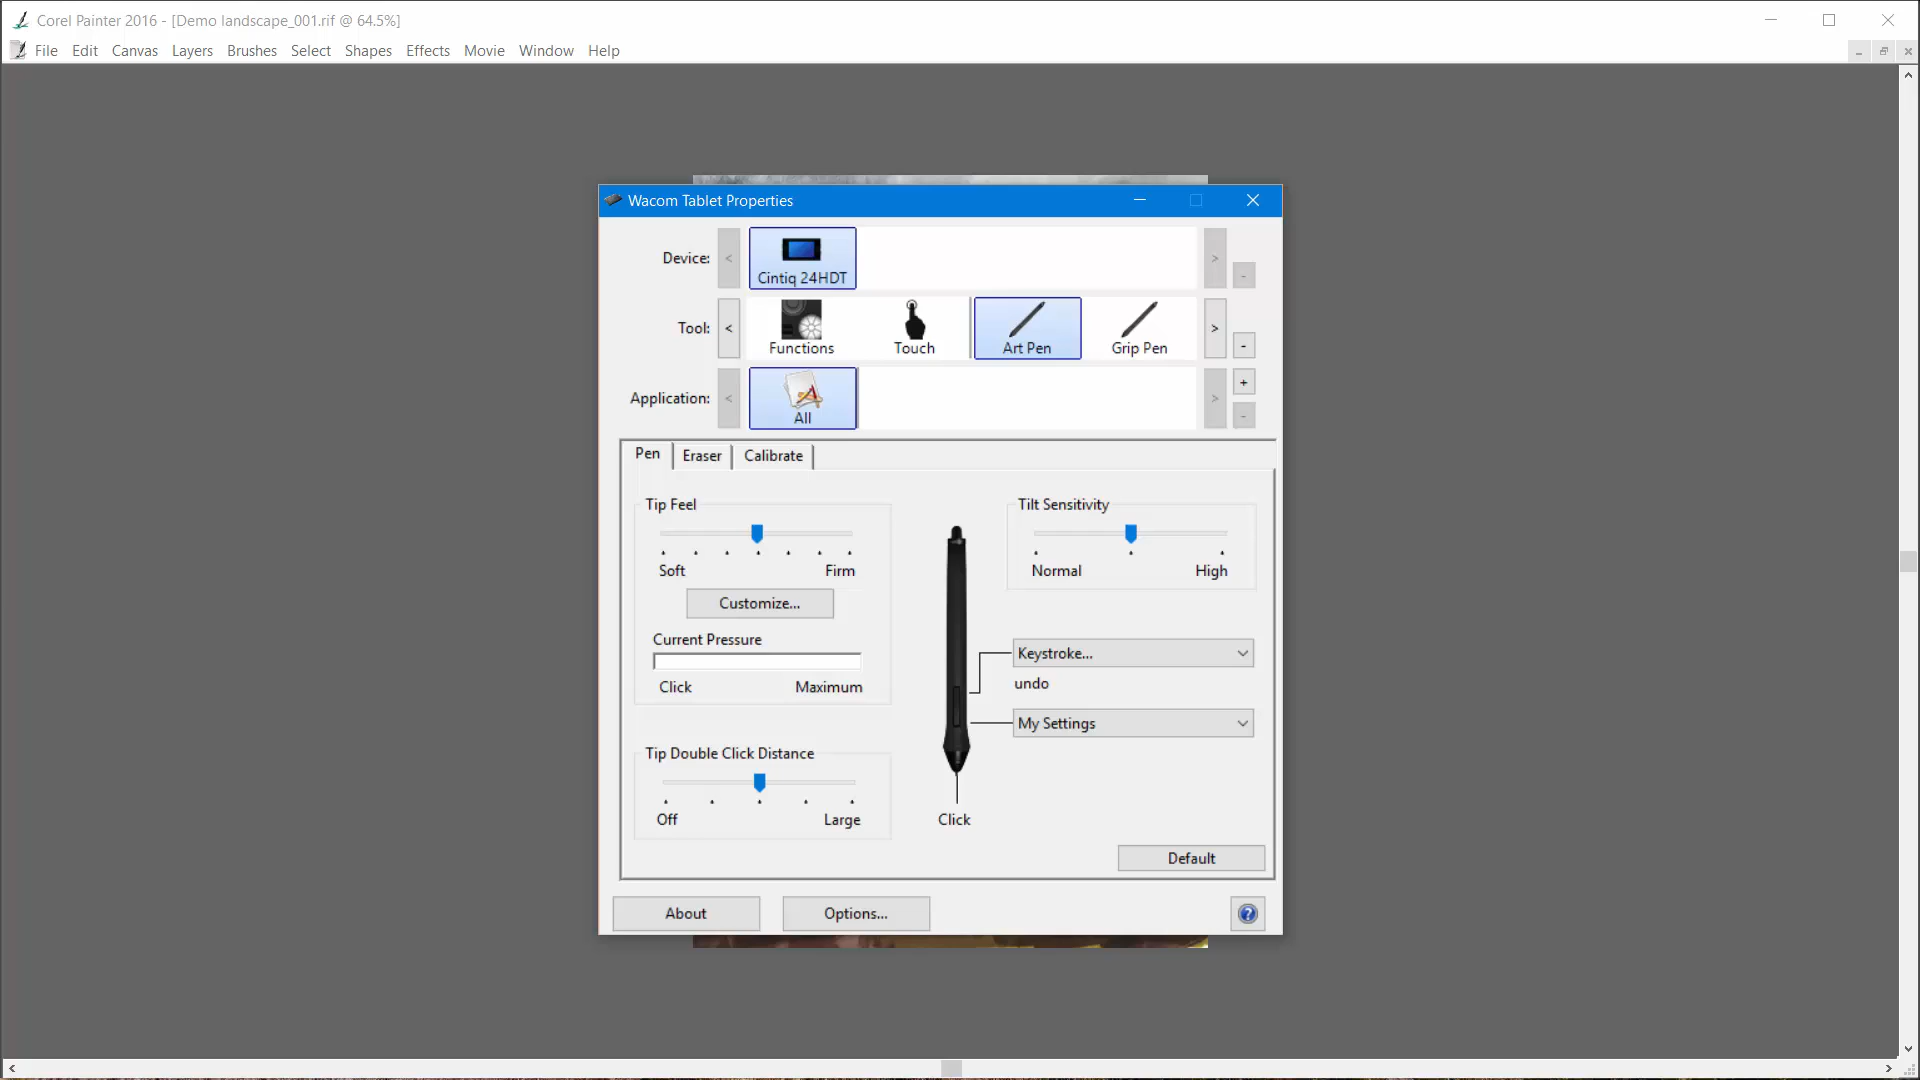 Corel Painter 2016 - [Demo landscape_001.rif @ 64.5%]
File Edit Canvas Layers Brushes Select Shapes Effects Movie Window Help
Wacom Tablet Properties
Device: < Cintiq 24HDT > -
Tool: < Functions Touch Art Pen Grip Pen > -
Application: < All > + -
Pen Eraser Calibrate
Tip Feel
Soft Firm
Customize...
Current Pressure
Click Maximum
Tip Double Click Distance
Off Large
Tilt Sensitivity
Normal High
Keystroke...
undo
My Settings
Click
Default
About Options... ?